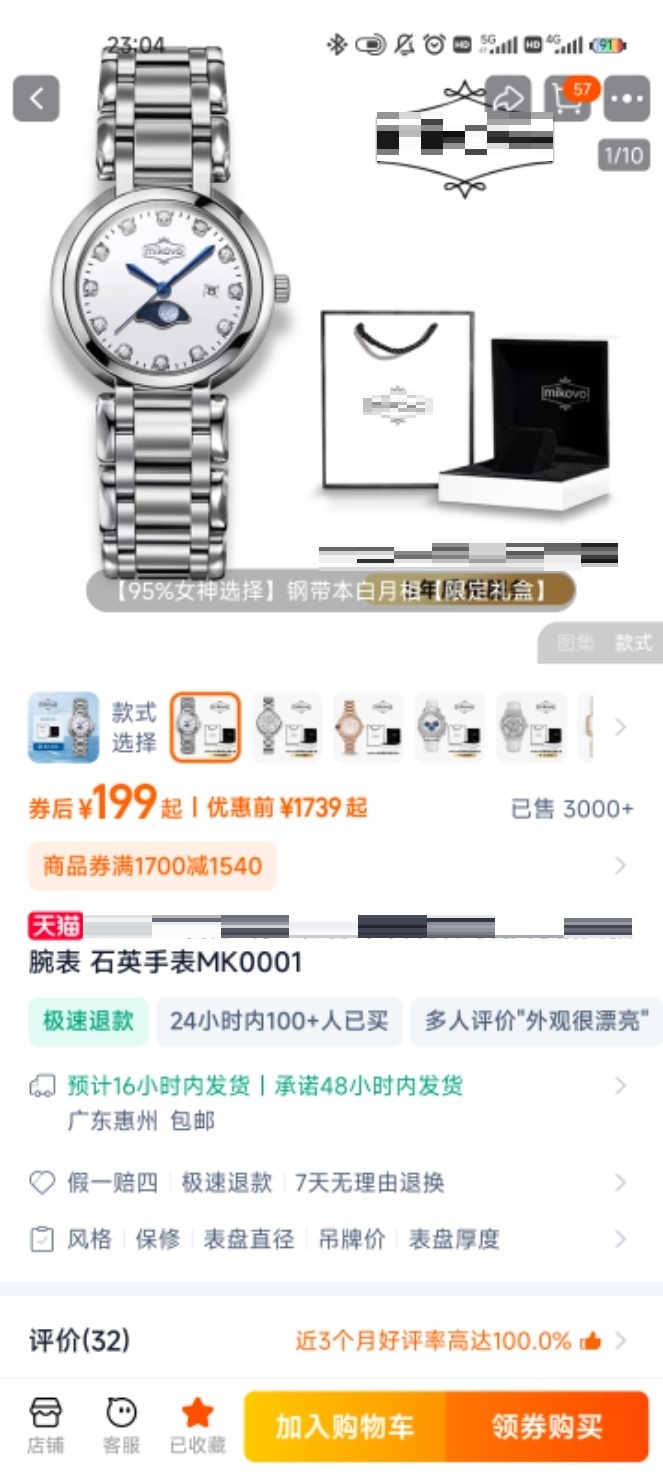 23:04
HD 5G HD 4G 91
57
1/10
mikovo
mikovo
【95%女神选择】钢带本白月相【限定礼盒】
图集 款式
款式
选择
券后 ¥199起 | 优惠前 ¥1739 起
已售 3000+
商品券满1700减1540
天猫
腕表 石英手表MK0001
极速退款 24小时内100+人已买 多人评价"外观很漂亮"
预计16小时内发货 | 承诺48小时内发货
广东惠州 包邮
假一赔四 极速退款 7天无理由退换
风格 保修 表盘直径 吊牌价 表盘厚度
评价(32)
近3个月好评率高达100.0%
店铺 客服 已收藏 加入购物车 领券购买